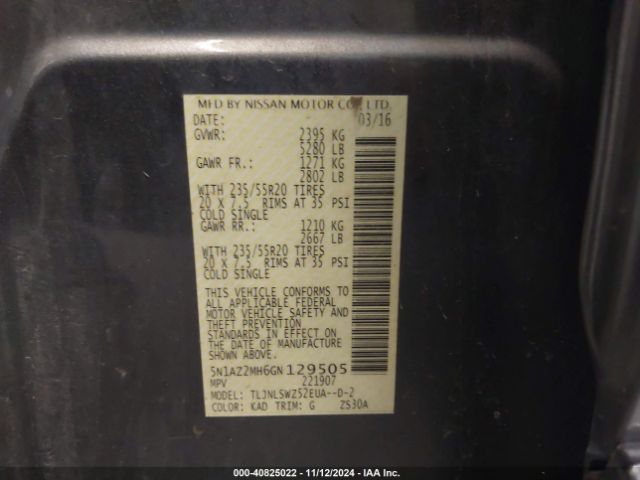 MFD BY NISSAN MOTOR CO., LTD.
DATE: 03/16
GVWR: 2395 KG
5280 LB
GAWR FR.: 1271 KG
2802 LB
WITH 235/55R20 TIRES
20 X 7.5 RIMS AT 35 PSI
COLD SINGLE
GAWR RR.: 1210 KG
2667 LB
WITH 235/55R20 TIRES
20 X 7.5 RIMS AT 35 PSI
COLD SINGLE
THIS VEHICLE CONFORMS TO
ALL APPLICABLE FEDERAL
MOTOR VEHICLE SAFETY AND
THEFT PREVENTION
STANDARDS IN EFFECT ON
THE DATE OF MANUFACTURE
SHOWN ABOVE.
5N1AZ2MH6GN 129505
MPV 221907
MODEL: TLJNLSWZ52EUA--D-2
COLOR: KAD TRIM: G ZS30A
000-40825022 - 11/12/2024 - IAA Inc.